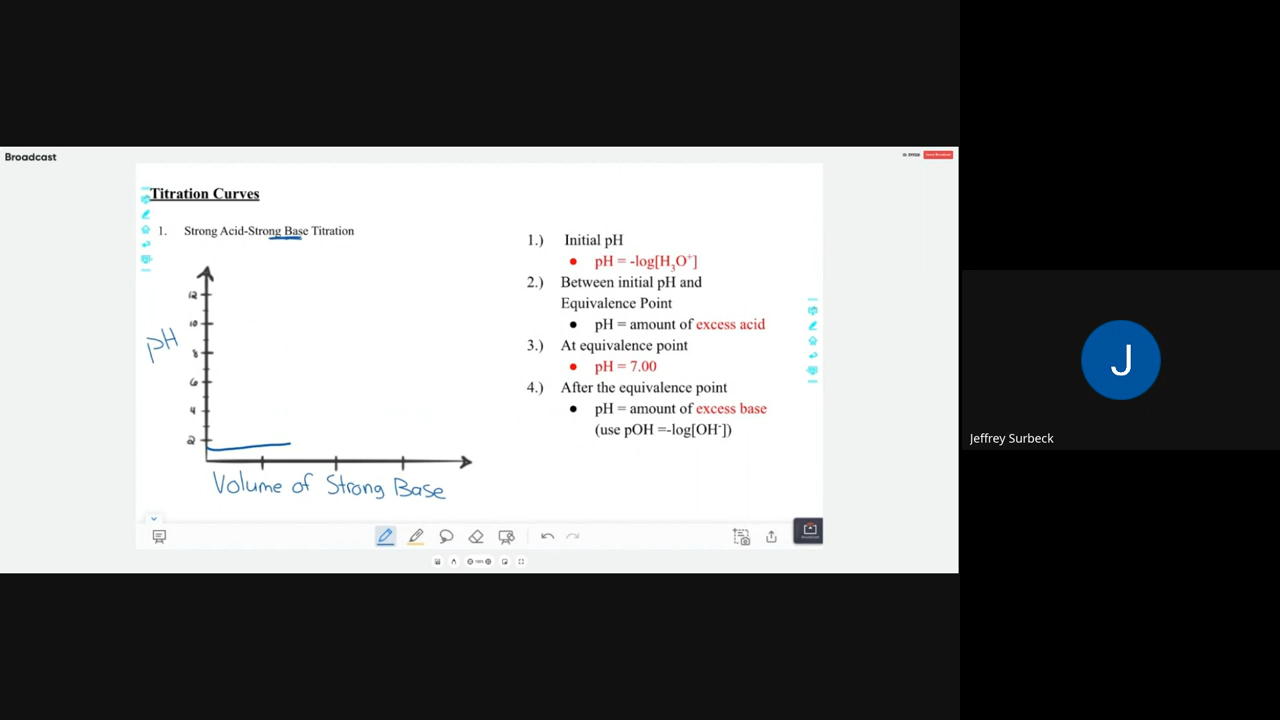 Broadcast
Titration Curves
1. Strong Acid-Strong Base Titration
12
10
8
6
4
2
pH
Volume of Strong Base
1.) Initial pH
• pH = -log[H₃O⁺]
2.) Between initial pH and
Equivalence Point
• pH = amount of excess acid
3.) At equivalence point
• pH = 7.00
4.) After the equivalence point
• pH = amount of excess base
(use pOH =-log[OH⁻])
J
Jeffrey Surbeck